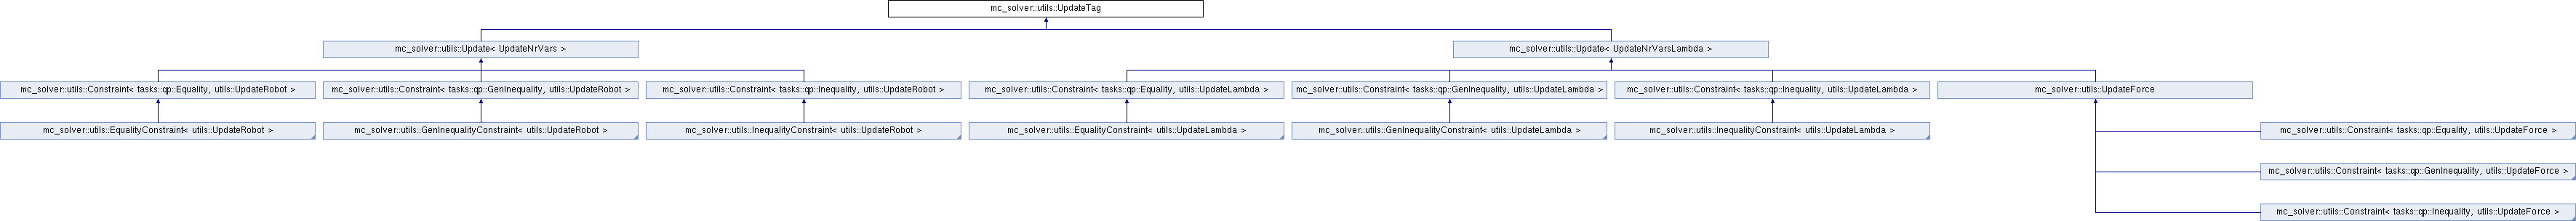 mc_solver::utils::UpdateTag
mc_solver::utils::Update< UpdateNrVars >
mc_solver::utils::Update< UpdateNrVarsLambda >
mc_solver::utils::Constraint< tasks::qp::Equality, utils::UpdateRobot >
mc_solver::utils::Constraint< tasks::qp::GenInequality, utils::UpdateRobot >
mc_solver::utils::Constraint< tasks::qp::Inequality, utils::UpdateRobot >
mc_solver::utils::Constraint< tasks::qp::Equality, utils::UpdateLambda >
mc_solver::utils::Constraint< tasks::qp::GenInequality, utils::UpdateLambda >
mc_solver::utils::Constraint< tasks::qp::Inequality, utils::UpdateLambda >
mc_solver::utils::UpdateForce
mc_solver::utils::EqualityConstraint< utils::UpdateRobot >
mc_solver::utils::GenInequalityConstraint< utils::UpdateRobot >
mc_solver::utils::InequalityConstraint< utils::UpdateRobot >
mc_solver::utils::EqualityConstraint< utils::UpdateLambda >
mc_solver::utils::GenInequalityConstraint< utils::UpdateLambda >
mc_solver::utils::InequalityConstraint< utils::UpdateLambda >
mc_solver::utils::Constraint< tasks::qp::Equality, utils::UpdateForce >
mc_solver::utils::Constraint< tasks::qp::GenInequality, utils::UpdateForce >
mc_solver::utils::Constraint< tasks::qp::Inequality, utils::UpdateForce >